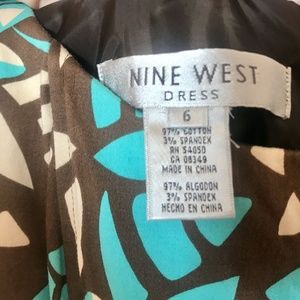 NINE WEST
DRESS
6
97% COTTON
3% SPANDEX
RN 54050
CA 08349
MADE IN CHINA
97% ALGODON
3% SPANDEX
HECHO EN CHINA